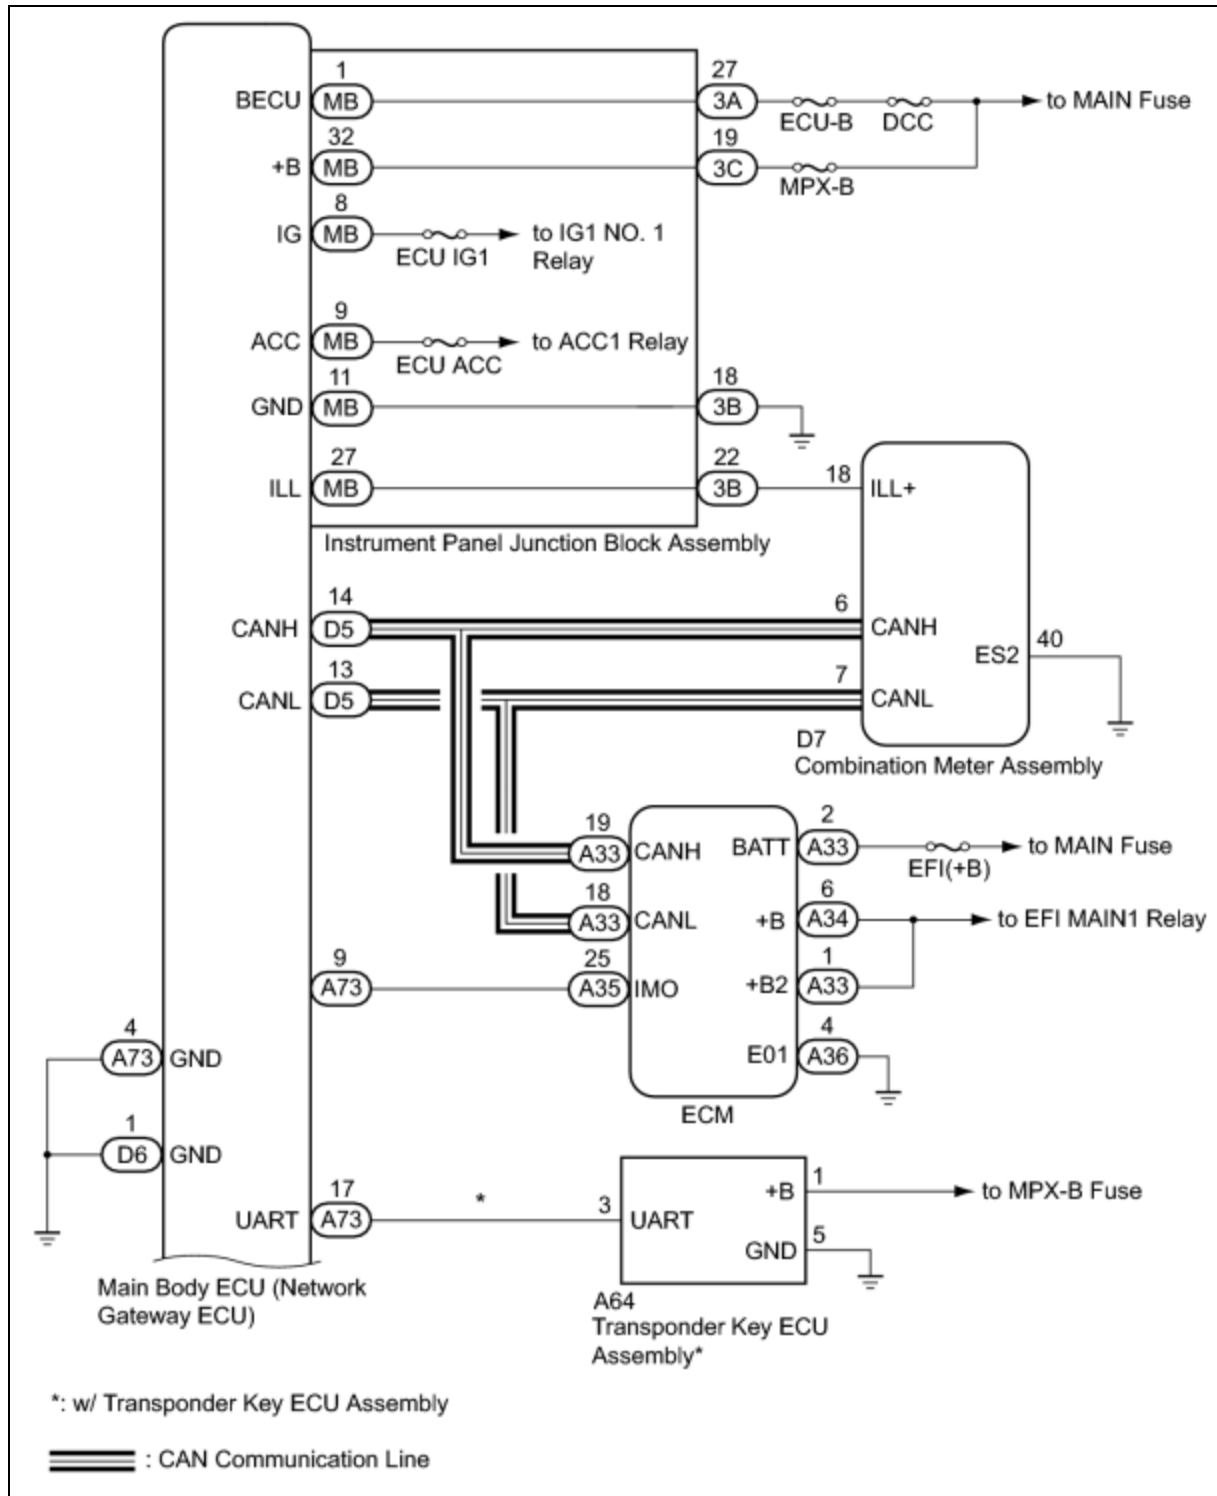 1
27
BECU
MB
3A
to MAIN Fuse
ECU-B
DCC
32
19
+B
MB
3C
MPX-B
8
IG
MB
to IG1 NO. 1
Relay
ECU IG1
9
ACC
MB
to ACC1 Relay
ECU ACC
11
18
GND
MB
3B
27
22
ILL
MB
3B
18
ILL+
Instrument Panel Junction Block Assembly
14
6
CANH
D5
CANH
ES2
40
13
7
CANL
D5
CANL
D7
Combination Meter Assembly
19
2
A33
CANH
BATT
A33
to MAIN Fuse
EFI(+B)
18
6
A33
CANL
+B
A34
to EFI MAIN1 Relay
9
25
1
A73
A35
IMO
+B2
A33
4
4
A73
GND
E01
A36
ECM
1
D6
GND
17
UART
A73
*
3
UART
+B
1
to MPX-B Fuse
GND
5
Main Body ECU (Network
Gateway ECU)
A64
Transponder Key ECU
Assembly*
*: w/ Transponder Key ECU Assembly
: CAN Communication Line